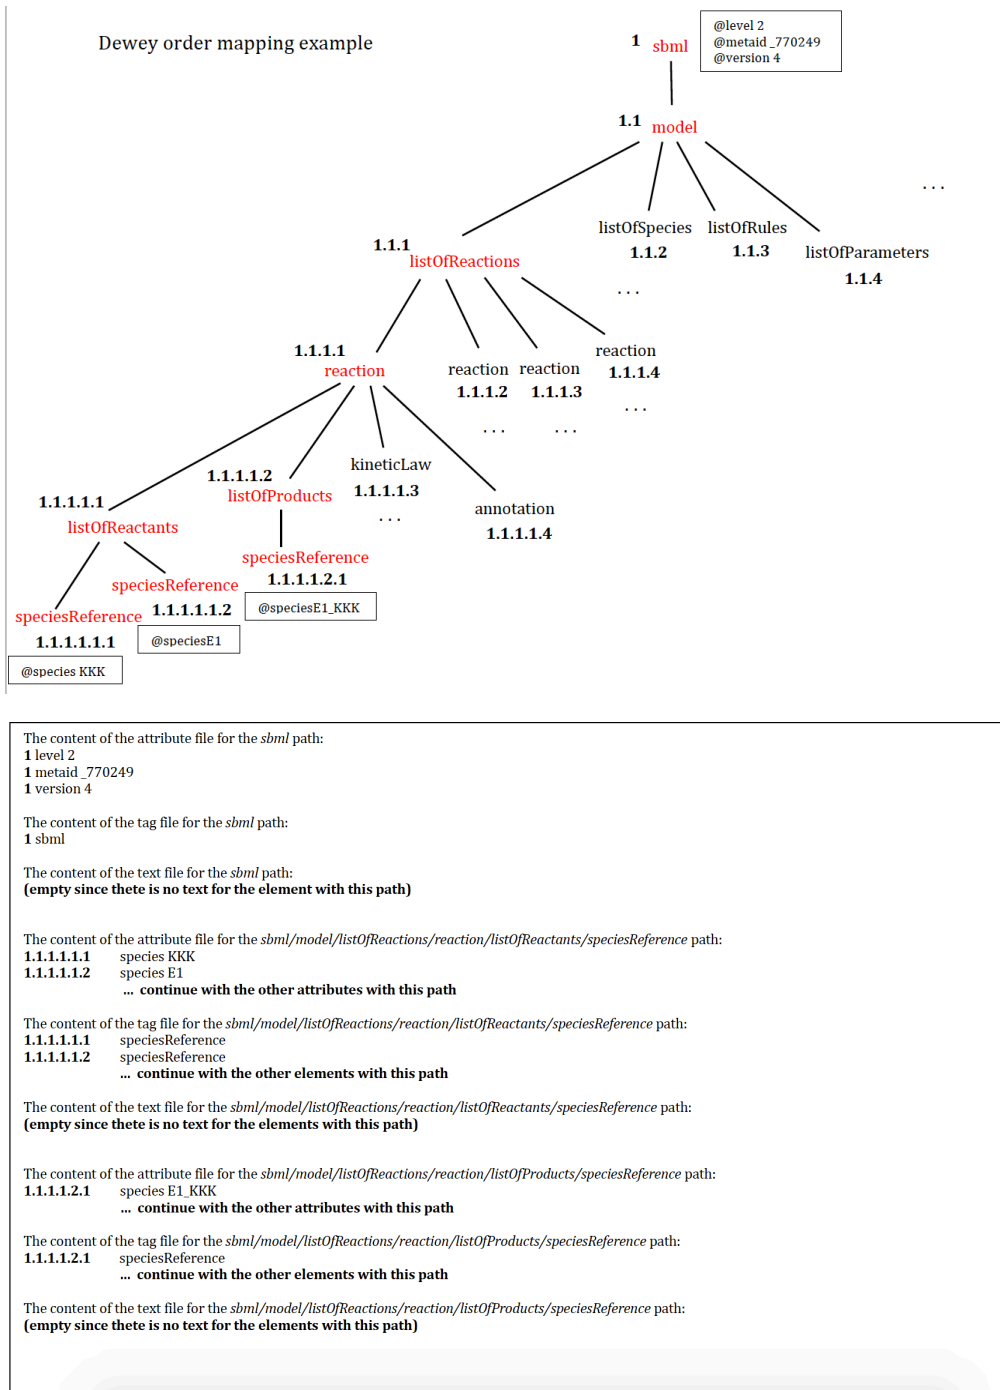 Dewey order mapping example
1 sbml
@level 2
@metaid _770249
@version 4
1.1 model
. . .
listOfSpecies
1.1.2
listOfRules
1.1.3
listOfParameters
1.1.4
1.1.1
listOfReactions
. . .
1.1.1.1
reaction
reaction
1.1.1.2
reaction
1.1.1.3
reaction
1.1.1.4
. . .
. . .
. . .
kineticLaw
1.1.1.1.3
. . .
1.1.1.1.2
listOfProducts
annotation
1.1.1.1.4
1.1.1.1.1
listOfReactants
speciesReference
1.1.1.1.2.1
@speciesE1_KKK
speciesReference
1.1.1.1.1.2
@speciesE1
speciesReference
1.1.1.1.1.1
@species KKK
The content of the attribute file for the sbml path:
1 level 2
1 metaid _770249
1 version 4
The content of the tag file for the sbml path:
1 sbml
The content of the text file for the sbml path:
(empty since thete is no text for the element with this path)
The content of the attribute file for the sbml/model/listOfReactions/reaction/listOfReactants/speciesReference path:
1.1.1.1.1.1 species KKK
1.1.1.1.1.2 species E1
... continue with the other attributes with this path
The content of the tag file for the sbml/model/listOfReactions/reaction/listOfReactants/speciesReference path:
1.1.1.1.1.1 speciesReference
1.1.1.1.1.2 speciesReference
... continue with the other elements with this path
The content of the text file for the sbml/model/listOfReactions/reaction/listOfReactants/speciesReference path:
(empty since thete is no text for the elements with this path)
The content of the attribute file for the sbml/model/listOfReactions/reaction/listOfProducts/speciesReference path:
1.1.1.1.2.1 species E1_KKK
... continue with the other attributes with this path
The content of the tag file for the sbml/model/listOfReactions/reaction/listOfProducts/speciesReference path:
1.1.1.1.2.1 speciesReference
... continue with the other elements with this path
The content of the text file for the sbml/model/listOfReactions/reaction/listOfProducts/speciesReference path:
(empty since thete is no text for the elements with this path)